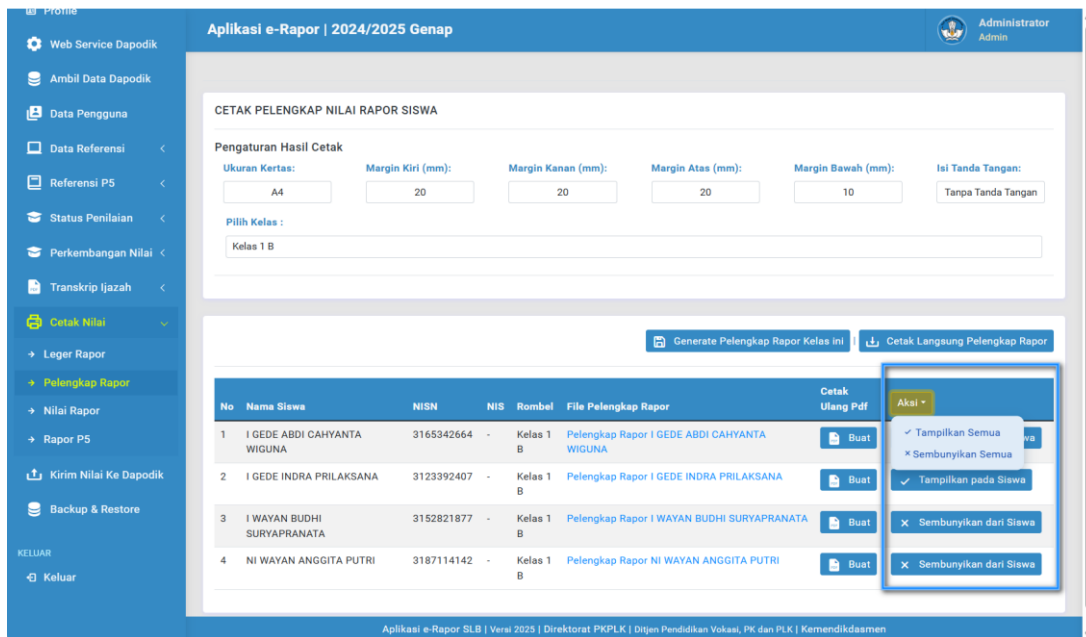 Profile
Web Service Dapodik
Ambil Data Dapodik
Data Pengguna
Data Referensi
Referensi P5
Status Penilaian
Perkembangan Nilai
Transkrip Ijazah
Cetak Nilai
Leger Rapor
Pelengkap Rapor
Nilai Rapor
Rapor P5
Kirim Nilai Ke Dapodik
Backup & Restore
KELUAR
Keluar
Aplikasi e-Rapor | 2024/2025 Genap
Administrator
Admin
CETAK PELENGKAP NILAI RAPOR SISWA
Pengaturan Hasil Cetak
Ukuran Kertas: Margin Kiri (mm): Margin Kanan (mm): Margin Atas (mm): Margin Bawah (mm): Isi Tanda Tangan:
A4 20 20 20 10 Tanpa Tanda Tangan
Pilih Kelas :
Kelas 1 B
Generate Pelengkap Rapor Kelas ini | Cetak Langsung Pelengkap Rapor
No Nama Siswa NISN NIS Rombel File Pelengkap Rapor Cetak Ulang Pdf Aksi
Tampilkan Semua
Sembunyikan Semua
1 I GEDE ABDI CAHYANTA WIGUNA 3165342664 - Kelas 1 B Pelengkap Rapor I GEDE ABDI CAHYANTA WIGUNA Buat wa
2 I GEDE INDRA PRILAKSANA 3123392407 - Kelas 1 B Pelengkap Rapor I GEDE INDRA PRILAKSANA Buat Tampilkan pada Siswa
3 I WAYAN BUDHI SURYAPRANATA 3152821877 - Kelas 1 B Pelengkap Rapor I WAYAN BUDHI SURYAPRANATA Buat Sembunyikan dari Siswa
4 NI WAYAN ANGGITA PUTRI 3187114142 - Kelas 1 B Pelengkap Rapor NI WAYAN ANGGITA PUTRI Buat Sembunyikan dari Siswa
Aplikasi e-Rapor SLB | Versi 2025 | Direktorat PKPLK | Ditjen Pendidikan Vokasi, PK dan PLK | Kemendikdasmen